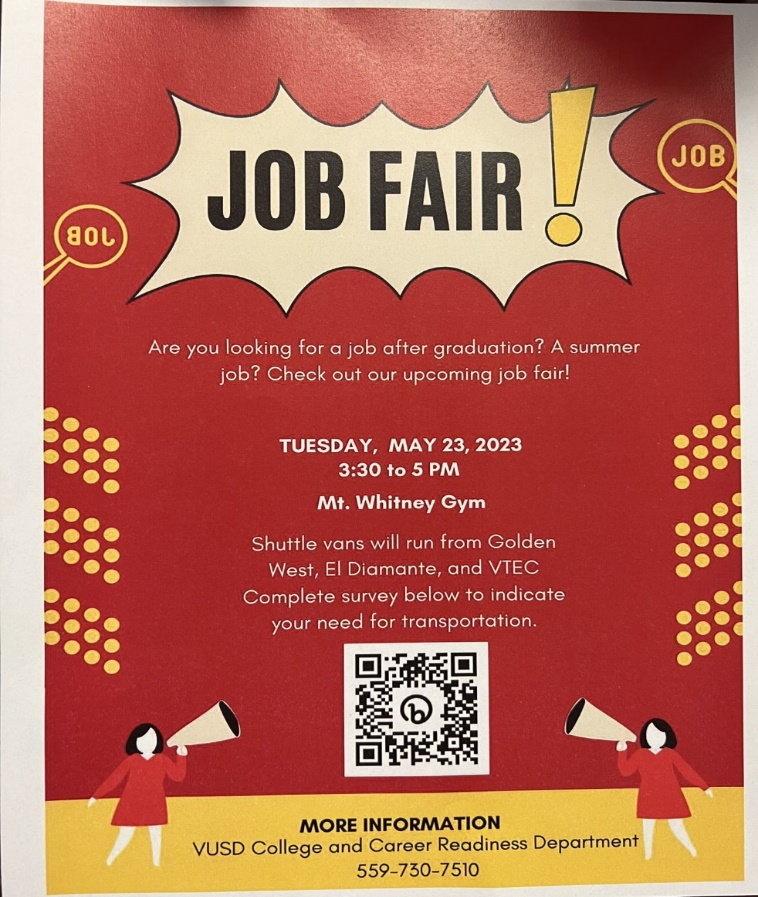 JOB FAIR!
JOB
JOB
Are you looking for a job after graduation? A summer
job? Check out our upcoming job fair!
TUESDAY, MAY 23, 2023
3:30 to 5 PM
Mt. Whitney Gym
Shuttle vans will run from Golden
West, El Diamante, and VTEC
Complete survey below to indicate
your need for transportation.
b
MORE INFORMATION
VUSD College and Career Readiness Department
559-730-7510